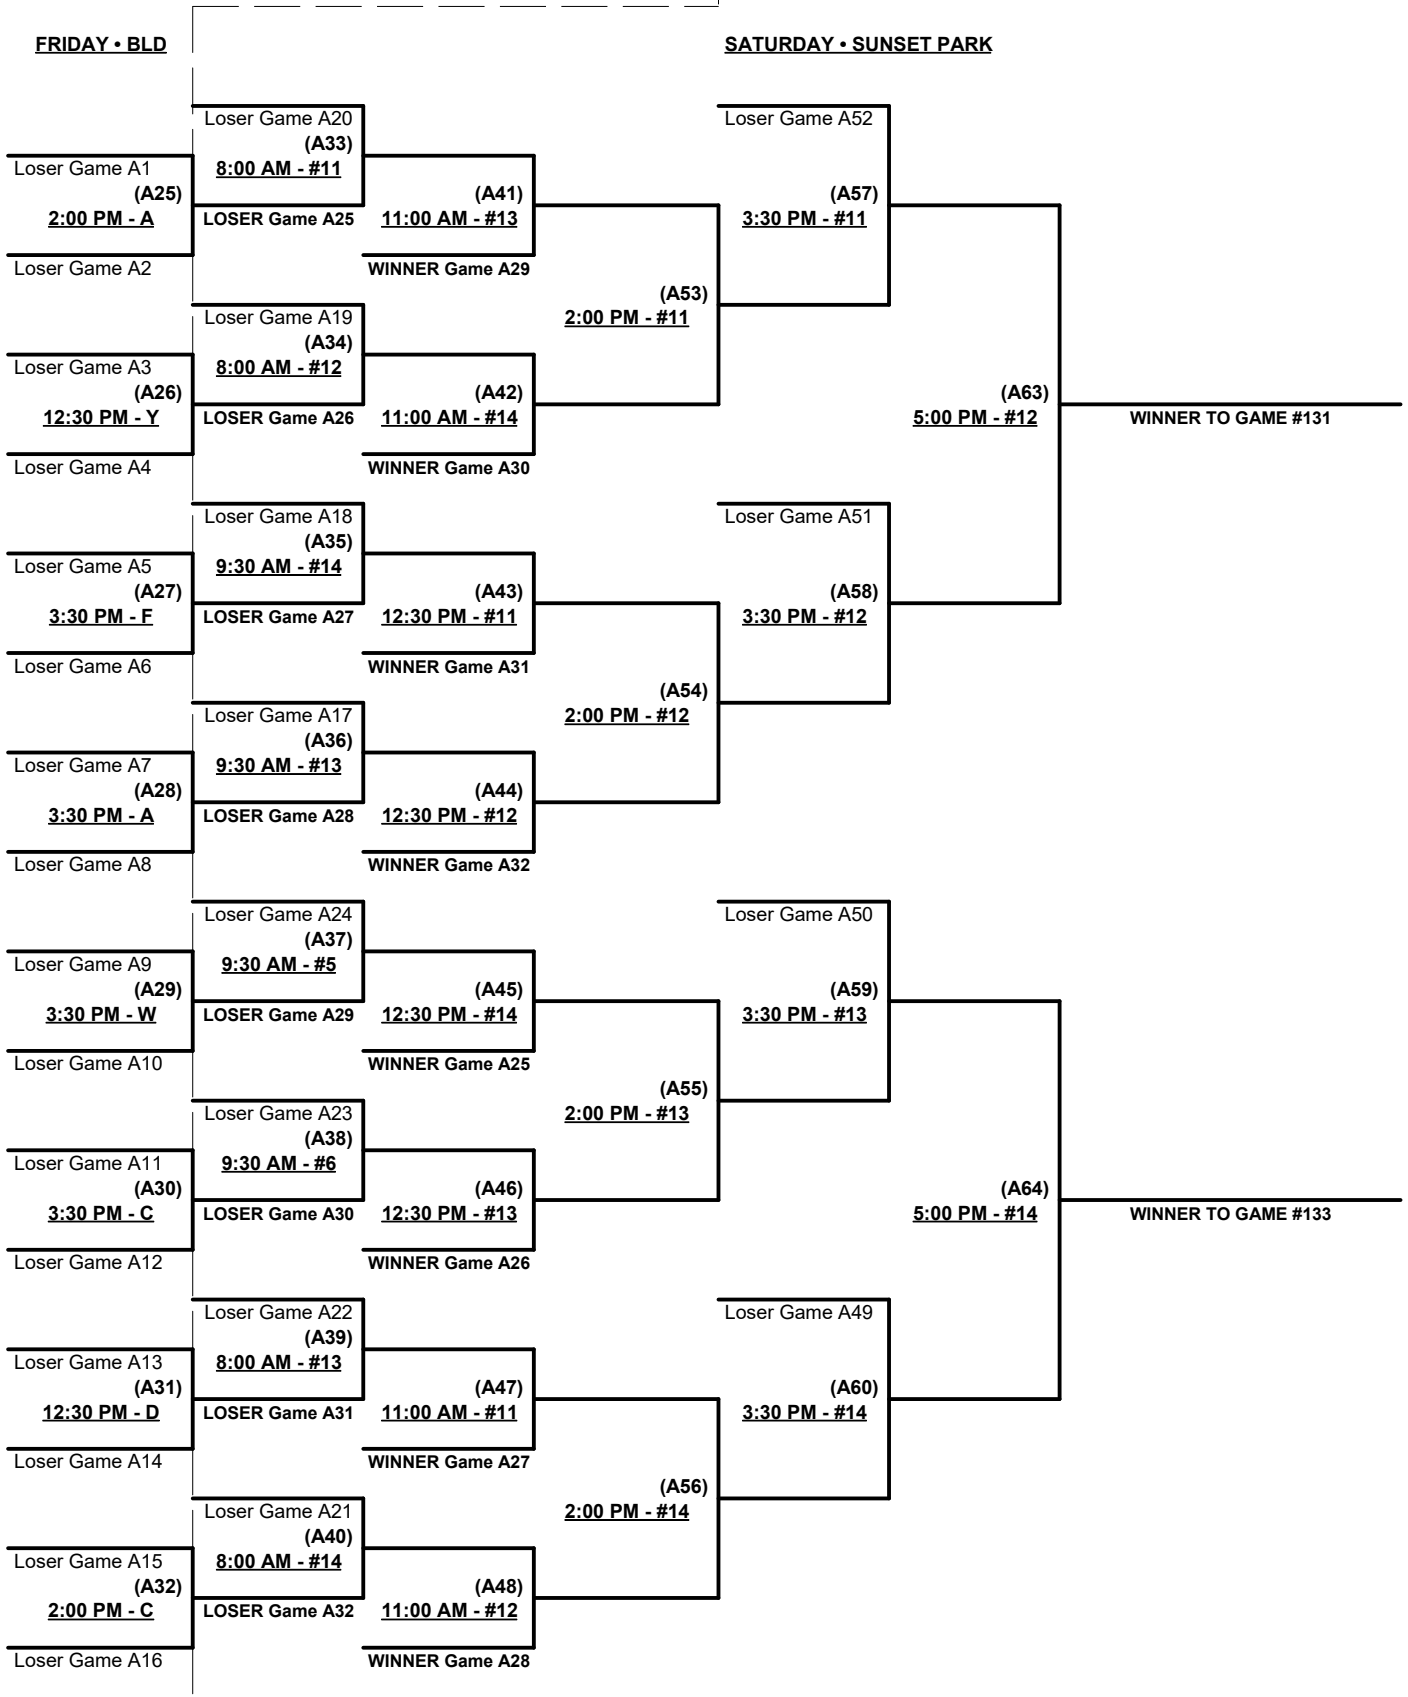 FRIDAY • BLD
SATURDAY • SUNSET PARK
Loser Game A20
(A33)
8:00 AM - #11
Loser Game A52
Loser Game A1
(A25)
2:00 PM - A
LOSER Game A25
(A41)
11:00 AM - #13
(A57)
3:30 PM - #11
Loser Game A2
WINNER Game A29
(A53)
2:00 PM - #11
Loser Game A19
(A34)
8:00 AM - #12
Loser Game A3
(A26)
12:30 PM - Y
LOSER Game A26
(A42)
11:00 AM - #14
(A63)
5:00 PM - #12
WINNER TO GAME #131
Loser Game A4
WINNER Game A30
Loser Game A18
(A35)
9:30 AM - #14
Loser Game A51
Loser Game A5
(A27)
3:30 PM - F
LOSER Game A27
(A43)
12:30 PM - #11
(A58)
3:30 PM - #12
Loser Game A6
WINNER Game A31
(A54)
2:00 PM - #12
Loser Game A17
(A36)
9:30 AM - #13
Loser Game A7
(A28)
3:30 PM - A
LOSER Game A28
(A44)
12:30 PM - #12
Loser Game A8
WINNER Game A32
Loser Game A24
(A37)
9:30 AM - #5
Loser Game A50
Loser Game A9
(A29)
3:30 PM - W
LOSER Game A29
(A45)
12:30 PM - #14
(A59)
3:30 PM - #13
Loser Game A10
WINNER Game A25
(A55)
2:00 PM - #13
Loser Game A23
(A38)
9:30 AM - #6
Loser Game A11
(A30)
3:30 PM - C
LOSER Game A30
(A46)
12:30 PM - #13
(A64)
5:00 PM - #14
WINNER TO GAME #133
Loser Game A12
WINNER Game A26
Loser Game A22
(A39)
8:00 AM - #13
Loser Game A49
Loser Game A13
(A31)
12:30 PM - D
LOSER Game A31
(A47)
11:00 AM - #11
(A60)
3:30 PM - #14
Loser Game A14
WINNER Game A27
(A56)
2:00 PM - #14
Loser Game A21
(A40)
8:00 AM - #14
Loser Game A15
(A32)
2:00 PM - C
LOSER Game A32
(A48)
11:00 AM - #12
Loser Game A16
WINNER Game A28